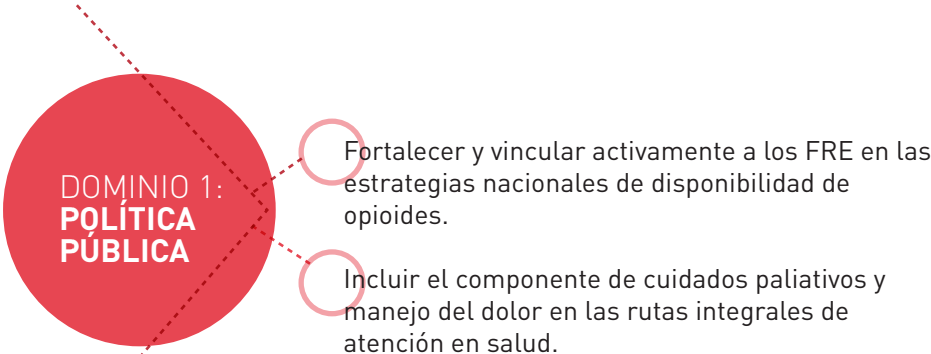 DOMINIO 1:
POLÍTICA
PÚBLICA
Fortalecer y vincular activamente a los FRE en las
estrategias nacionales de disponibilidad de
opioides.
Incluir el componente de cuidados paliativos y
manejo del dolor en las rutas integrales de
atención en salud.